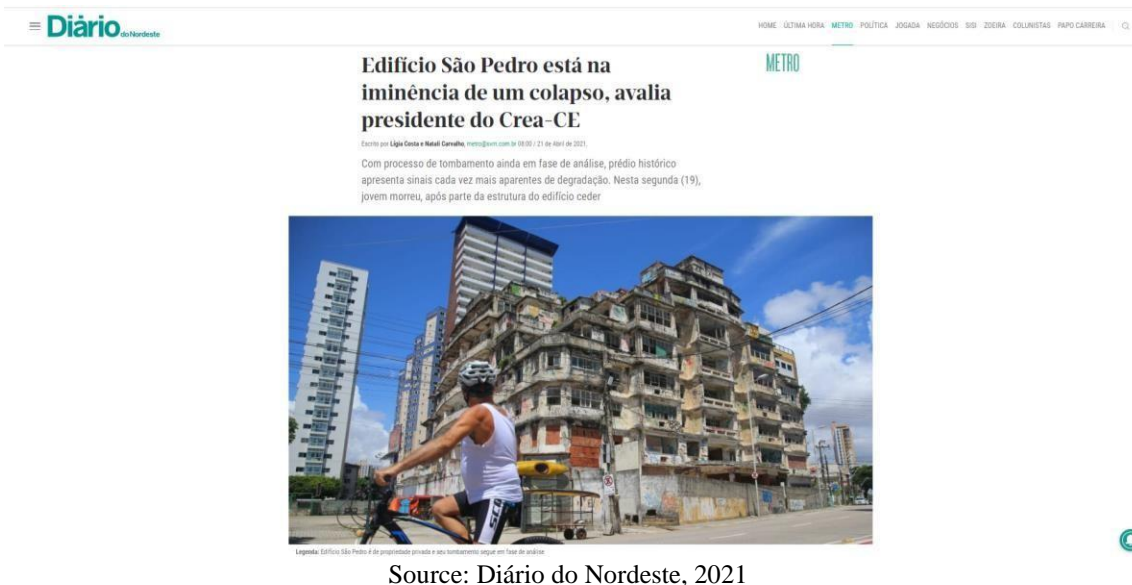 Diário do Nordeste
HOME ÚLTIMA HORA METRO POLÍTICA JOGADA NEGÓCIOS SISI ZOEIRA COLUNISTAS PAPO CARREIRA
Edifício São Pedro está na
iminência de um colapso, avalia
presidente do Crea-CE
METRO
Escrito por Lígia Costa e Natali Carvalho, metro@svm.com.br 08:00 / 21 de Abril de 2021.
Com processo de tombamento ainda em fase de análise, prédio histórico
apresenta sinais cada vez mais aparentes de degradação. Nesta segunda (19),
jovem morreu, após parte da estrutura do edifício ceder
Legenda: Edifício São Pedro é de propriedade privada e seu tombamento segue em fase de análise
Source: Diário do Nordeste, 2021